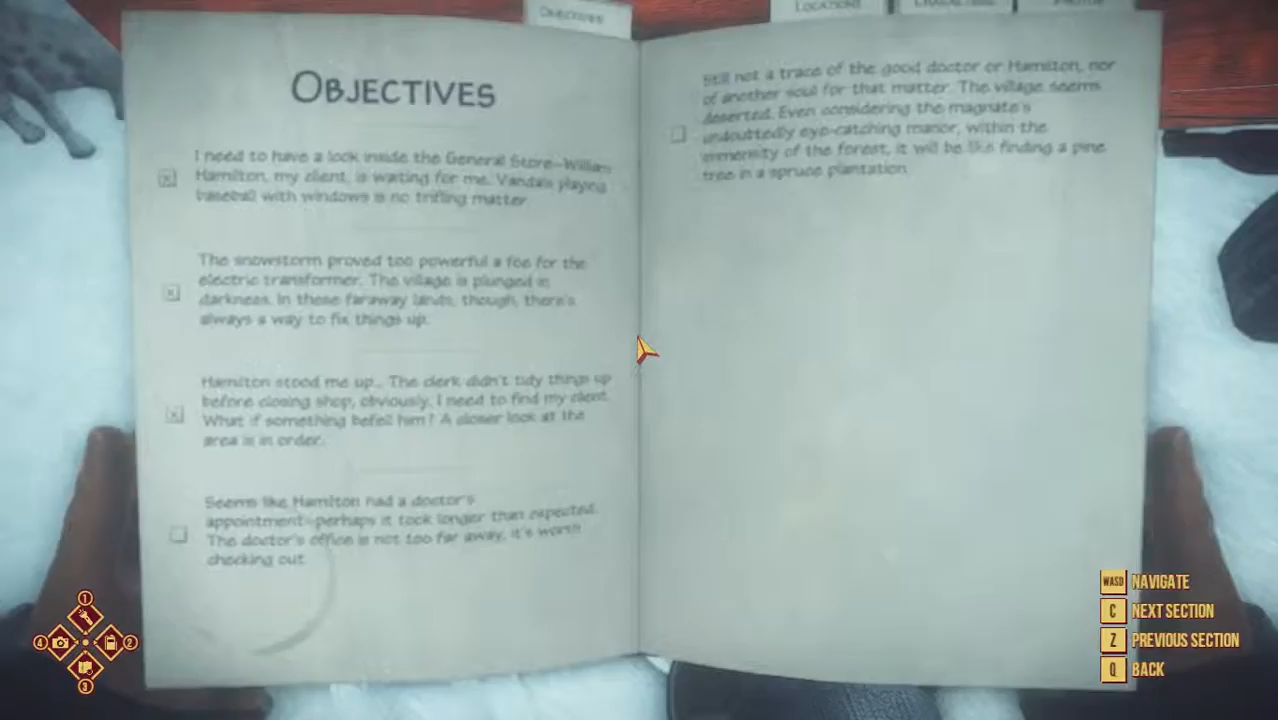 OBJECTIVES
LOCATIONS
OBJECTIVES
I need to have a look inside the General Store—William
Hamilton, my client, is waiting for me. Vandals playing
baseball with windows is no trifling matter.
The snowstorm proved too powerful a foe for the
electric transformer. The village is plunged in
darkness. In these faraway lands, though, there's
always a way to fix things up.
Hamilton stood me up... The clerk didn't tidy things up
before closing shop, obviously. I need to find my client.
What if something befell him? A closer look at the
area is in order.
Seems like Hamilton had a doctor's
appointment—perhaps it took longer than expected.
The doctor's office is not too far away, it's worth
checking out.
Still not a trace of the good doctor or Hamilton, nor
of another soul for that matter. The village seems
deserted. Even considering the magnate's
undoubtedly eye-catching manor, within the
immensity of the forest, it will be like finding a pine
tree in a spruce plantation.
1
4
2
3
WASD NAVIGATE
C NEXT SECTION
Z PREVIOUS SECTION
Q BACK